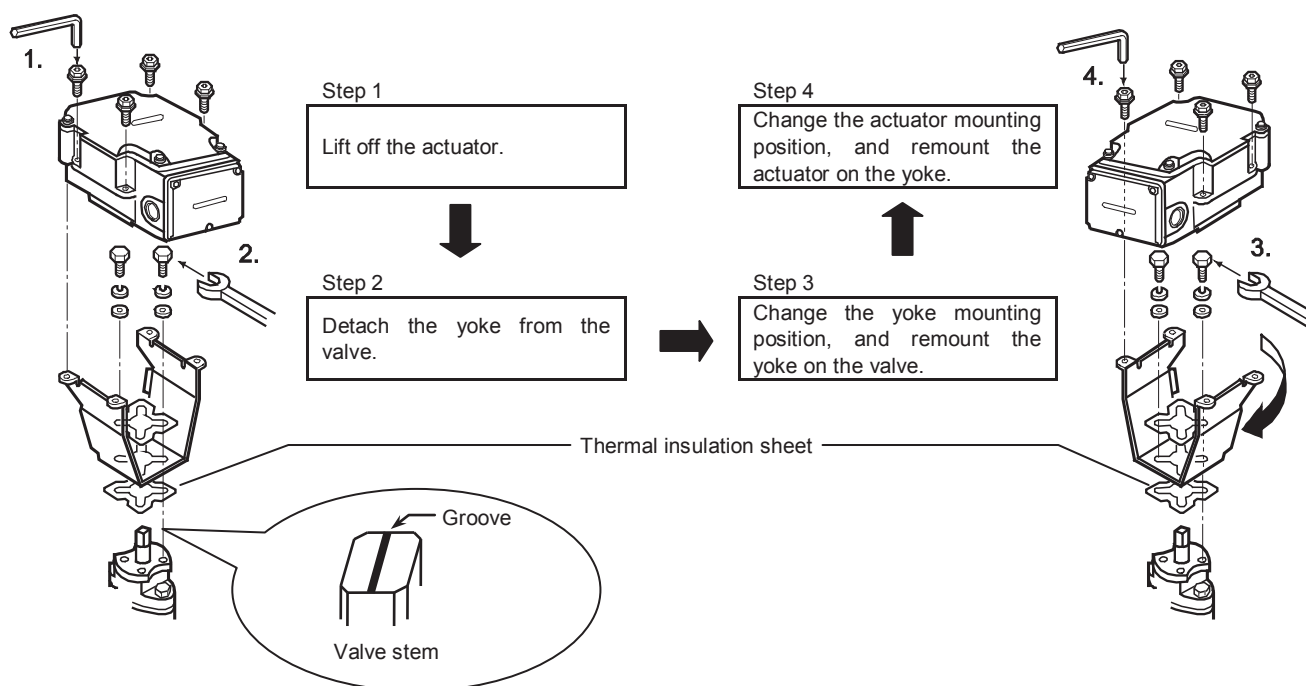 1.
Step 1
Lift off the actuator.
2.
Step 2
Detach the yoke from the
valve.
Step 3
Change the yoke mounting
position, and remount the
yoke on the valve.
3.
Step 4
Change the actuator mounting
position, and remount the
actuator on the yoke.
4.
Thermal insulation sheet
Groove
Valve stem